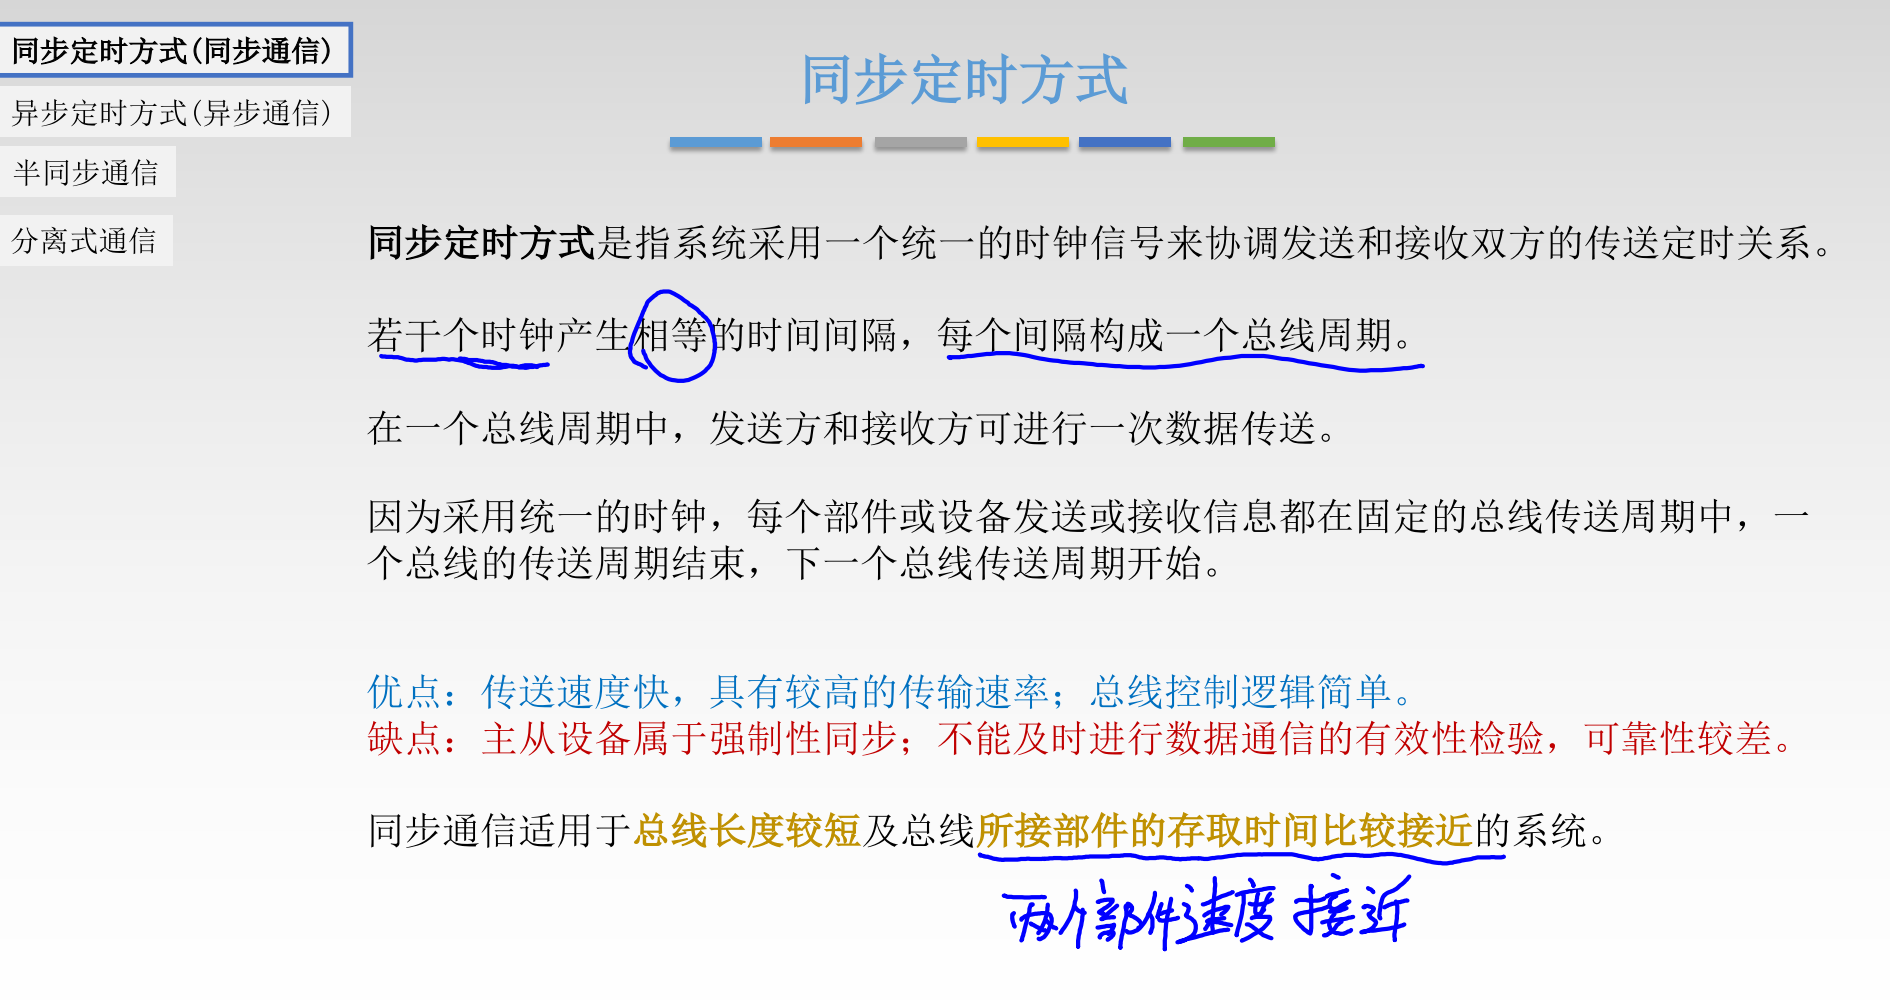 同步定时方式(同步通信)
异步定时方式(异步通信)
半同步通信
分离式通信
同步定时方式
同步定时方式是指系统采用一个统一的时钟信号来协调发送和接收双方的传送定时关系。
若干个时钟产生相等的时间间隔，每个间隔构成一个总线周期。
在一个总线周期中，发送方和接收方可进行一次数据传送。
因为采用统一的时钟，每个部件或设备发送或接收信息都在固定的总线传送周期中，一
个总线的传送周期结束，下一个总线传送周期开始。
优点：传送速度快，具有较高的传输速率；总线控制逻辑简单。
缺点：主从设备属于强制性同步；不能及时进行数据通信的有效性检验，可靠性较差。
同步通信适用于总线长度较短及总线所接部件的存取时间比较接近的系统。
两个部件速度接近